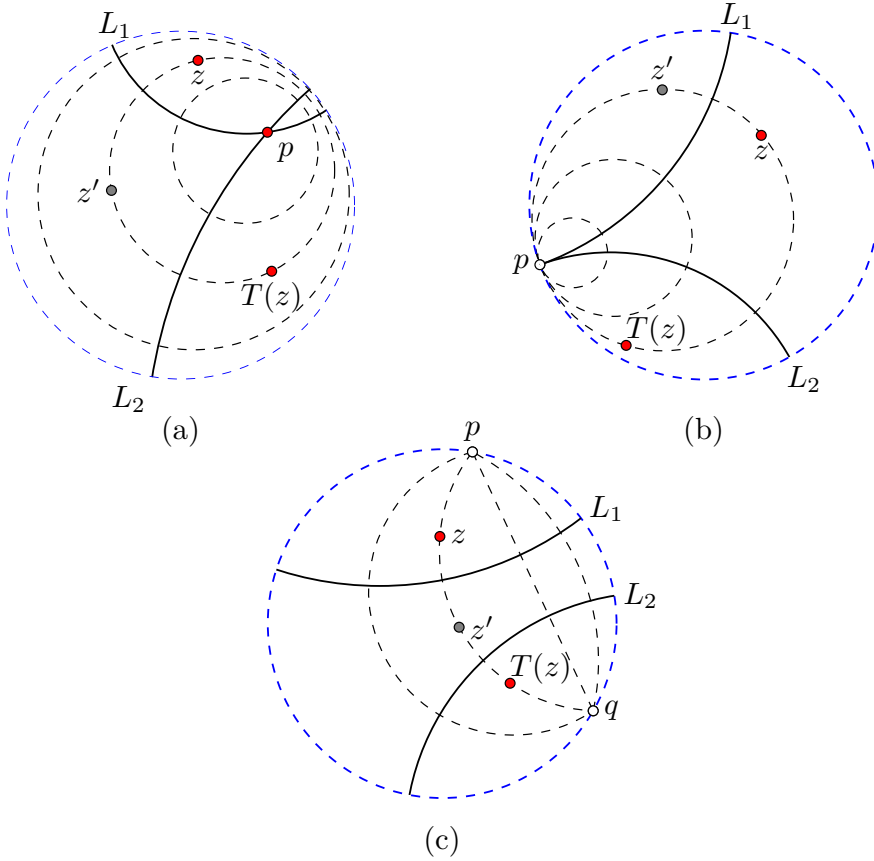 L₁
z
p
z′
T(z)
L₂
(a)
L₁
z′
z
p
T(z)
L₂
(b)
p
L₁
z
L₂
z′
T(z)
q
(c)